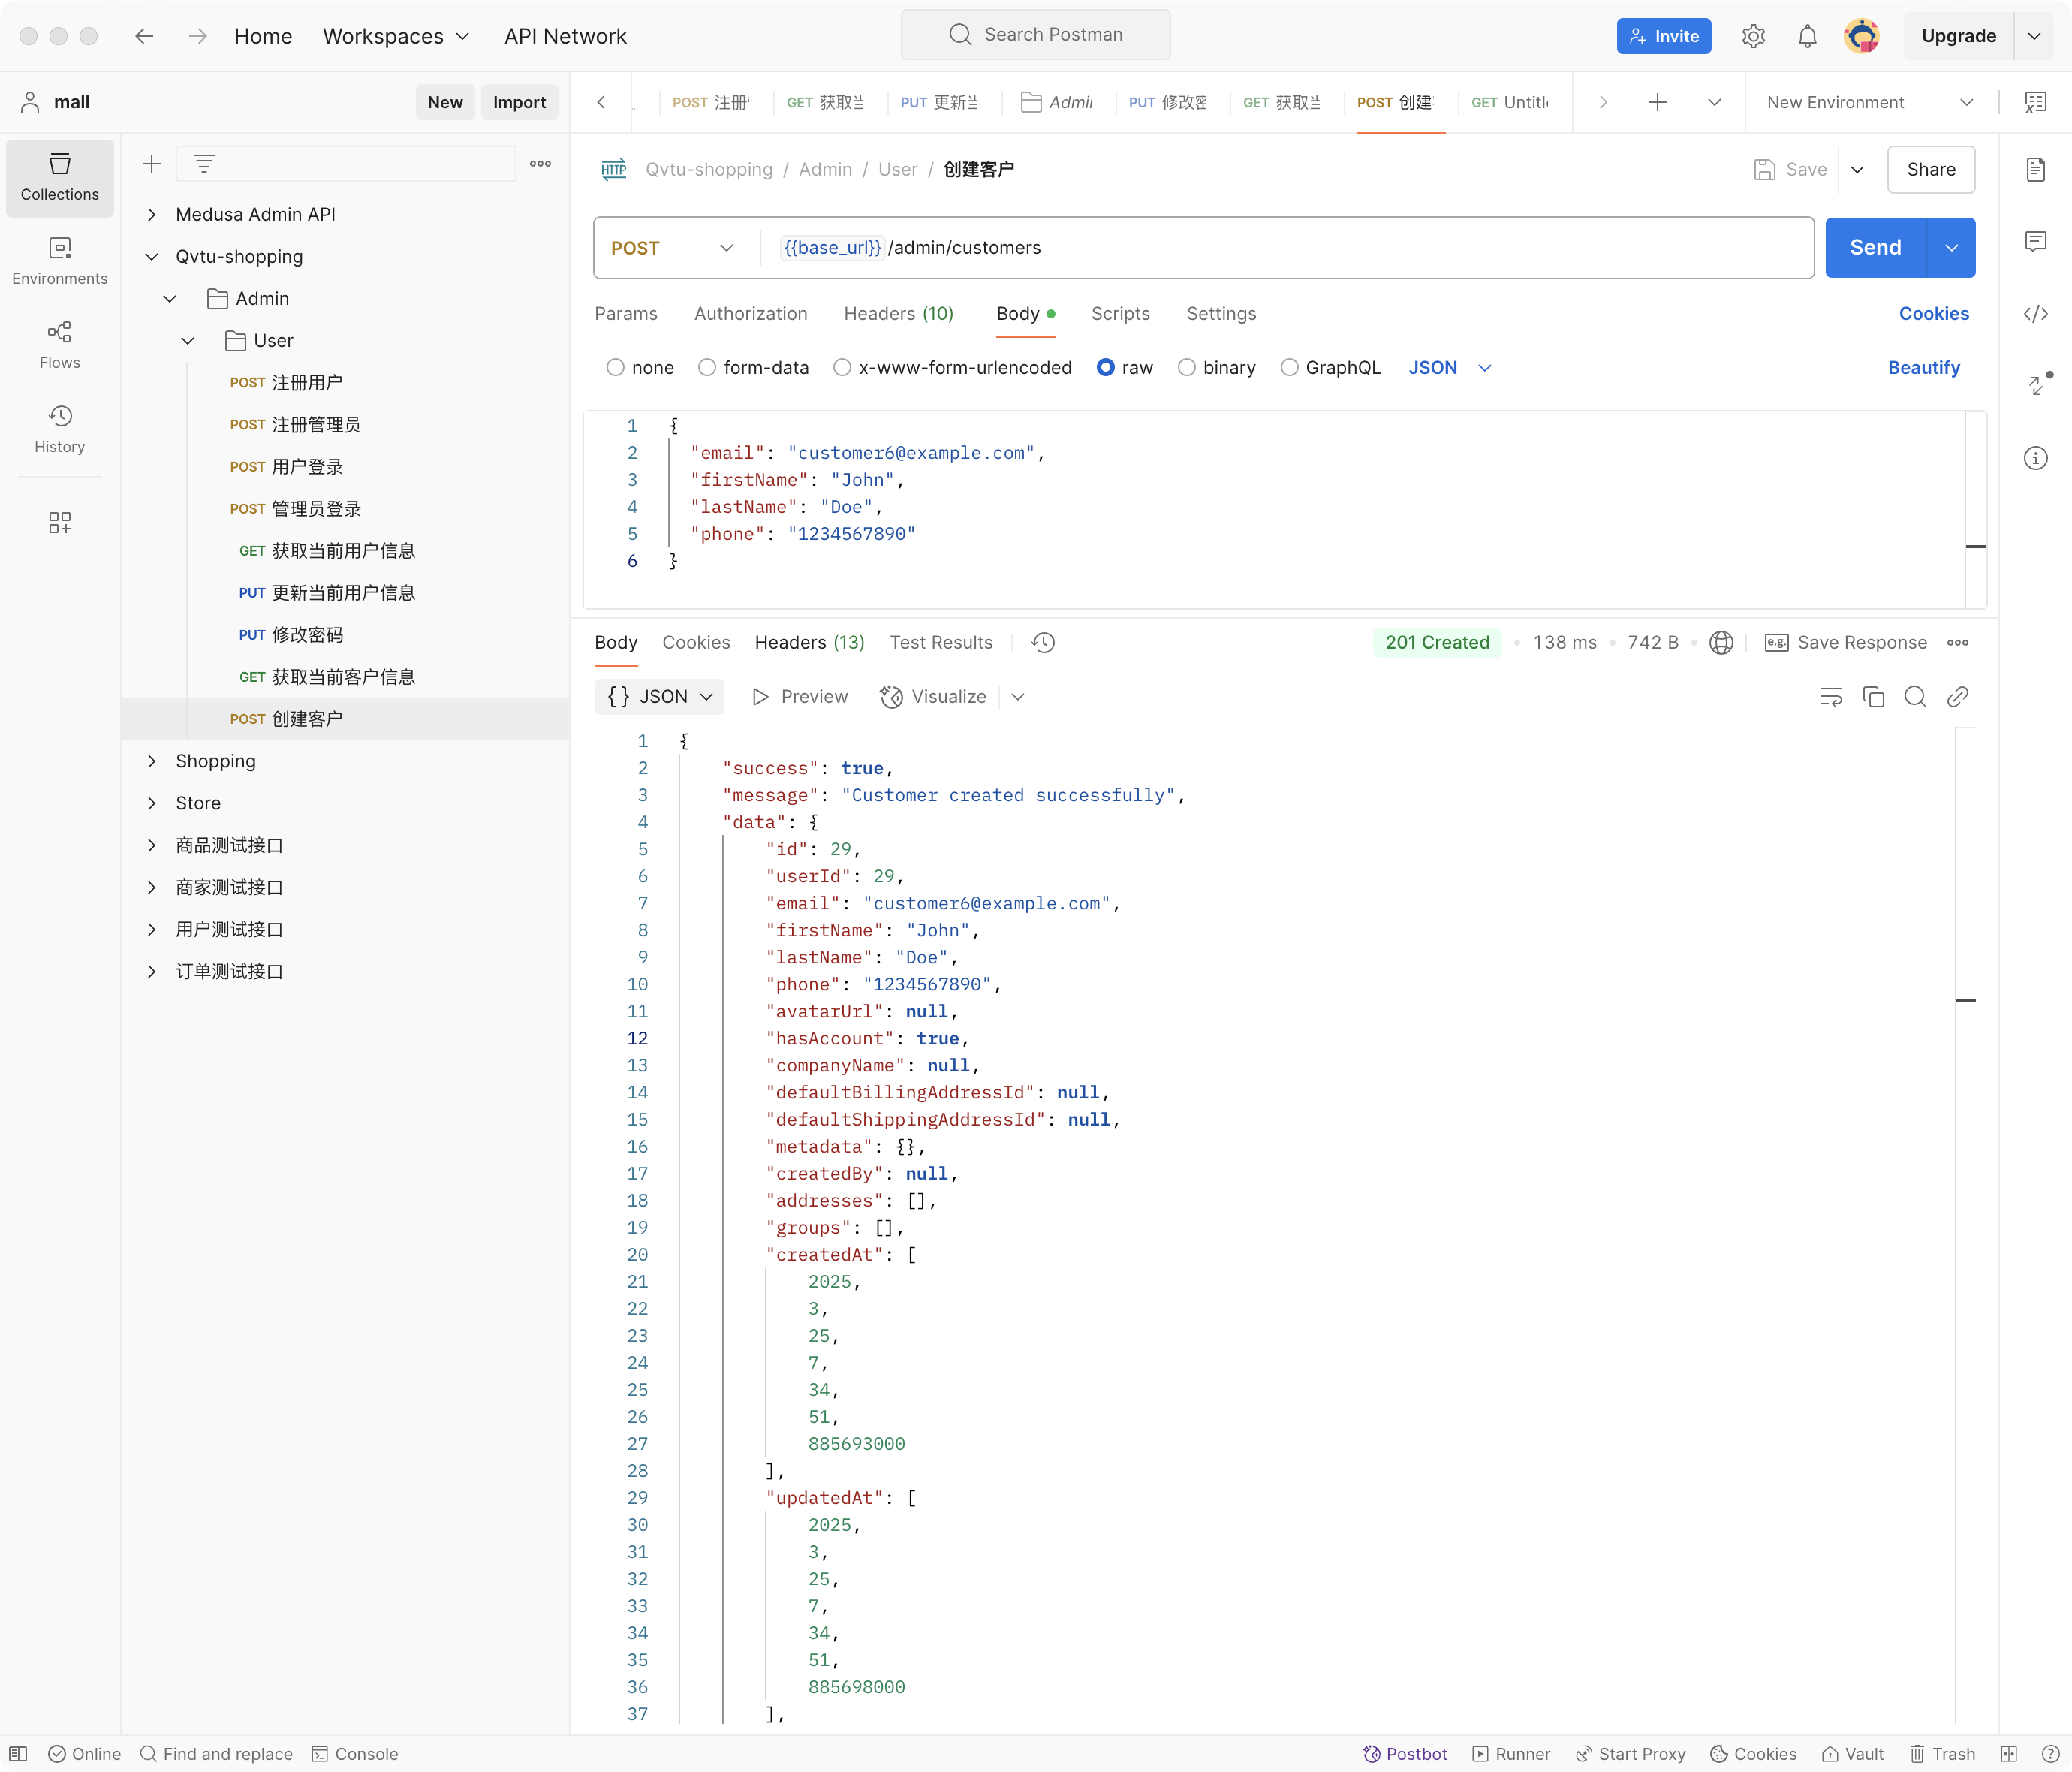 Home Workspaces API Network Search Postman Invite Upgrade
mall New Import
POST 注册 GET 获取当 PUT 更新当 Admi PUT 修改密 GET 获取当 POST 创建 GET Untitl New Environment
Collections
Environments
Flows
History
Medusa Admin API
Qvtu-shopping
Admin
User
POST 注册用户
POST 注册管理员
POST 用户登录
POST 管理员登录
GET 获取当前用户信息
PUT 更新当前用户信息
PUT 修改密码
GET 获取当前客户信息
POST 创建客户
Shopping
Store
商品测试接口
商家测试接口
用户测试接口
订单测试接口
HTTP Qvtu-shopping / Admin / User / 创建客户 Save Share
POST {{base_url}}/admin/customers Send
Params Authorization Headers (10) Body Scripts Settings Cookies
none form-data x-www-form-urlencoded raw binary GraphQL JSON Beautify
1 {
2 "email": "customer6@example.com",
3 "firstName": "John",
4 "lastName": "Doe",
5 "phone": "1234567890"
6 }
Body Cookies Headers (13) Test Results 201 Created 138 ms 742 B e.g. Save Response
{} JSON Preview Visualize
1 {
2 "success": true,
3 "message": "Customer created successfully",
4 "data": {
5 "id": 29,
6 "userId": 29,
7 "email": "customer6@example.com",
8 "firstName": "John",
9 "lastName": "Doe",
10 "phone": "1234567890",
11 "avatarUrl": null,
12 "hasAccount": true,
13 "companyName": null,
14 "defaultBillingAddressId": null,
15 "defaultShippingAddressId": null,
16 "metadata": {},
17 "createdBy": null,
18 "addresses": [],
19 "groups": [],
20 "createdAt": [
21 2025,
22 3,
23 25,
24 7,
25 34,
26 51,
27 885693000
28 ],
29 "updatedAt": [
30 2025,
31 3,
32 25,
33 7,
34 34,
35 51,
36 885698000
37 ],
Online Find and replace Console Postbot Runner Start Proxy Cookies Vault Trash